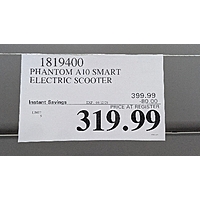 1819400
PHANTOM A10 SMART
ELECTRIC SCOOTER
399.99
Instant Savings
-80.00
PRICE AT REGISTER
319.99